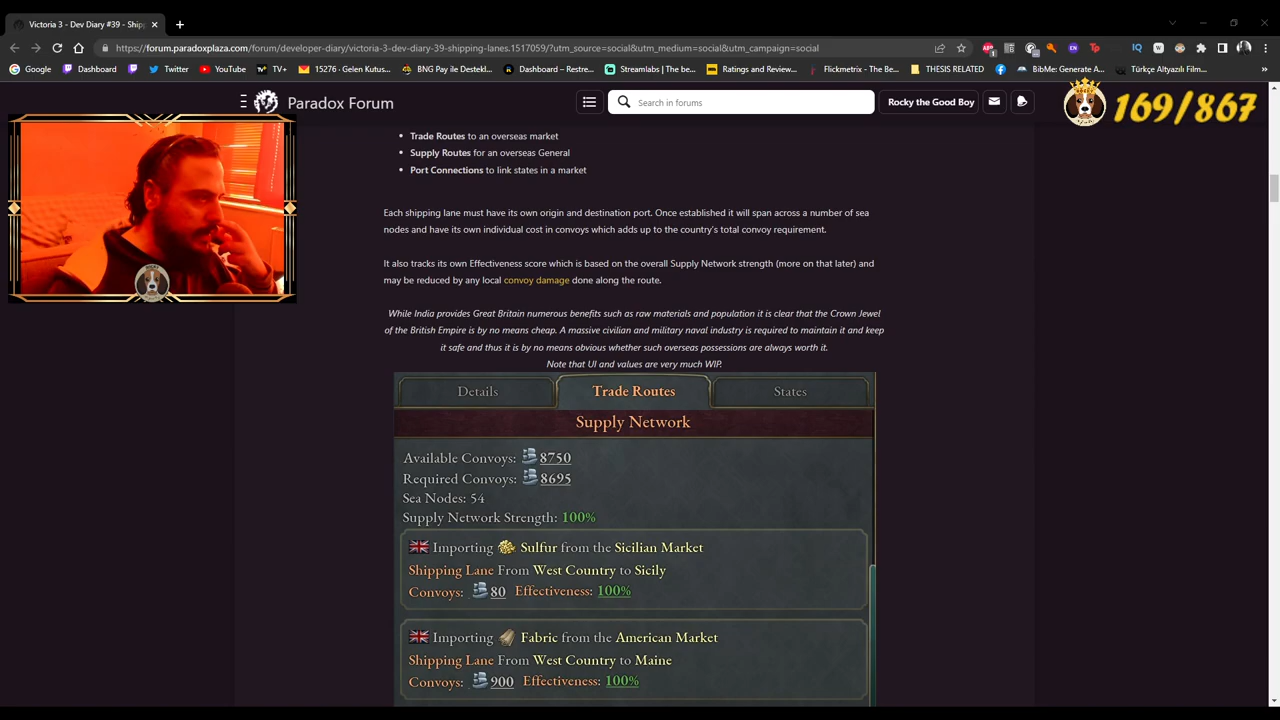 Victoria 3 - Dev Diary #39 - Ship
https://forum.paradoxplaza.com/forum/developer-diary/victoria-3-dev-diary-39-shipping-lanes.1517059/?utm_source=social&utm_medium=social&utm_campaign=social
Google Dashboard Twitter YouTube TV+ 15276 - Gelen Kutus... BNG Pay ile Destekl... Dashboard – Restre... Streamlabs | The be... Ratings and Review... Flickmetrix - The Be... THESIS RELATED BibMe: Generate A... Türkçe Altyazılı Film...
Paradox Forum Search in forums Rocky the Good Boy
169/867
Trade Routes to an overseas market
Supply Routes for an overseas General
Port Connections to link states in a market
Each shipping lane must have its own origin and destination port. Once established it will span across a number of sea
nodes and have its own individual cost in convoys which adds up to the country's total convoy requirement.
It also tracks its own Effectiveness score which is based on the overall Supply Network strength (more on that later) and
may be reduced by any local convoy damage done along the route.
While India provides Great Britain numerous benefits such as raw materials and population it is clear that the Crown Jewel
of the British Empire is by no means cheap. A massive civilian and military naval industry is required to maintain it and keep
it safe and thus it is by no means obvious whether such overseas possessions are always worth it.
Note that UI and values are very much WIP.
Details Trade Routes States
Supply Network
Available Convoys: 8750
Required Convoys: 8695
Sea Nodes: 54
Supply Network Strength: 100%
Importing Sulfur from the Sicilian Market
Shipping Lane From West Country to Sicily
Convoys: 80 Effectiveness: 100%
Importing Fabric from the American Market
Shipping Lane From West Country to Maine
Convoys: 900 Effectiveness: 100%